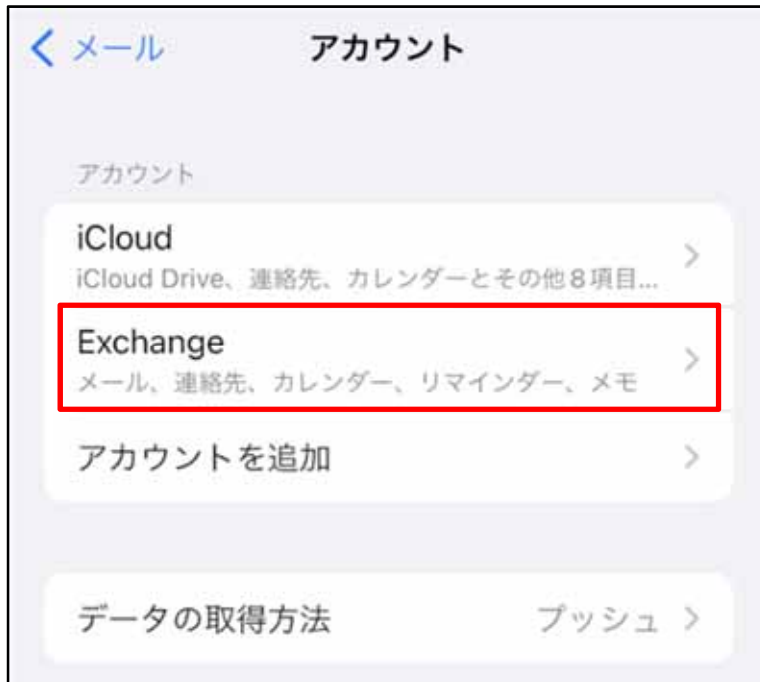 メール
アカウント
アカウント
iCloud
iCloud Drive、連絡先、カレンダーとその他8項目...
Exchange
メール、連絡先、カレンダー、リマインダー、メモ
アカウントを追加
データの取得方法 プッシュ